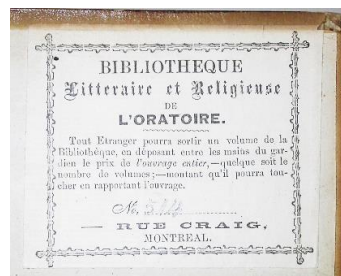 BIBLIOTHEQUE
Litteraire et Religieuse
DE
L'ORATOIRE.
Tout Etranger pourra sortir un volume de la
Bibliothéque, en déposant entre les mains du gar-
dien le prix de l'ouvrage entier,—quelque soit le
nombre de volumes;—montant qu'il pourra tou-
cher en rapportant l'ouvrage.
No.
— RUE CRAIG,
MONTREAL.